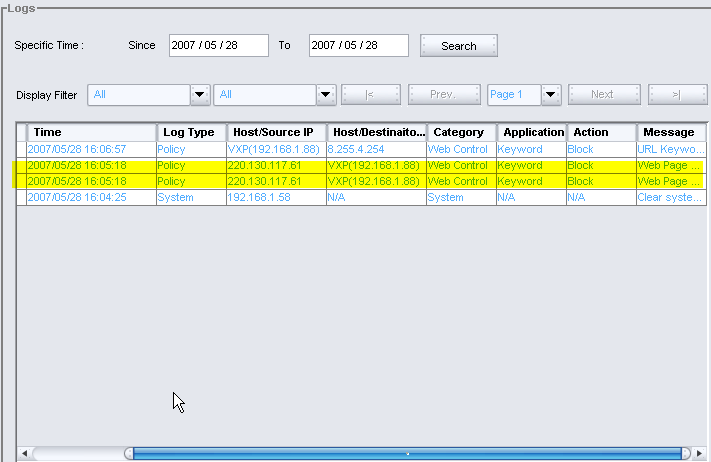 Logs
Specific Time : Since 2007 / 05 / 28 To 2007 / 05 / 28 Search
Display Filter All All |< Prev. Page 1 Next >|
Time Log Type Host/Source IP Host/Destinaito... Category Application Action Message
2007/05/28 16:06:57 Policy VXP(192.168.1.88) 8.255.4.254 Web Control Keyword Block URL Keywo...
2007/05/28 16:05:18 Policy 220.130.117.61 VXP(192.168.1.88) Web Control Keyword Block Web Page ...
2007/05/28 16:05:18 Policy 220.130.117.61 VXP(192.168.1.88) Web Control Keyword Block Web Page ...
2007/05/28 16:04:25 System 192.168.1.58 N/A System N/A N/A Clear syste...